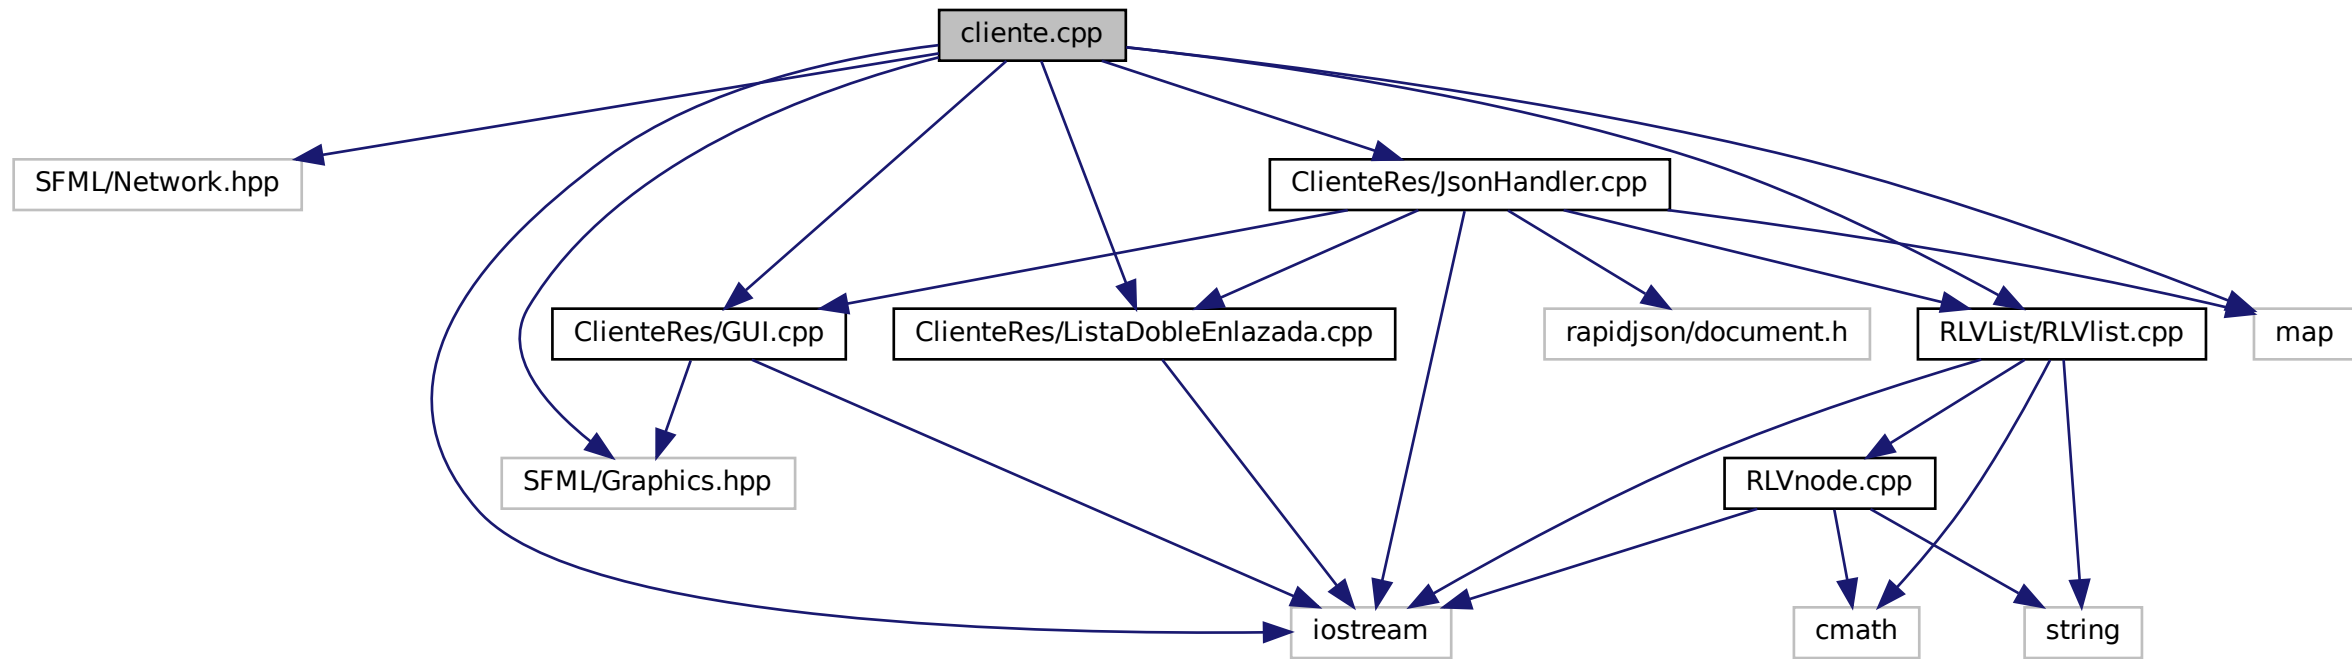 cliente.cpp
SFML/Network.hpp
ClienteRes/JsonHandler.cpp
ClienteRes/GUI.cpp
ClienteRes/ListaDobleEnlazada.cpp
rapidjson/document.h
RLVList/RLVlist.cpp
map
SFML/Graphics.hpp
RLVnode.cpp
iostream
cmath
string